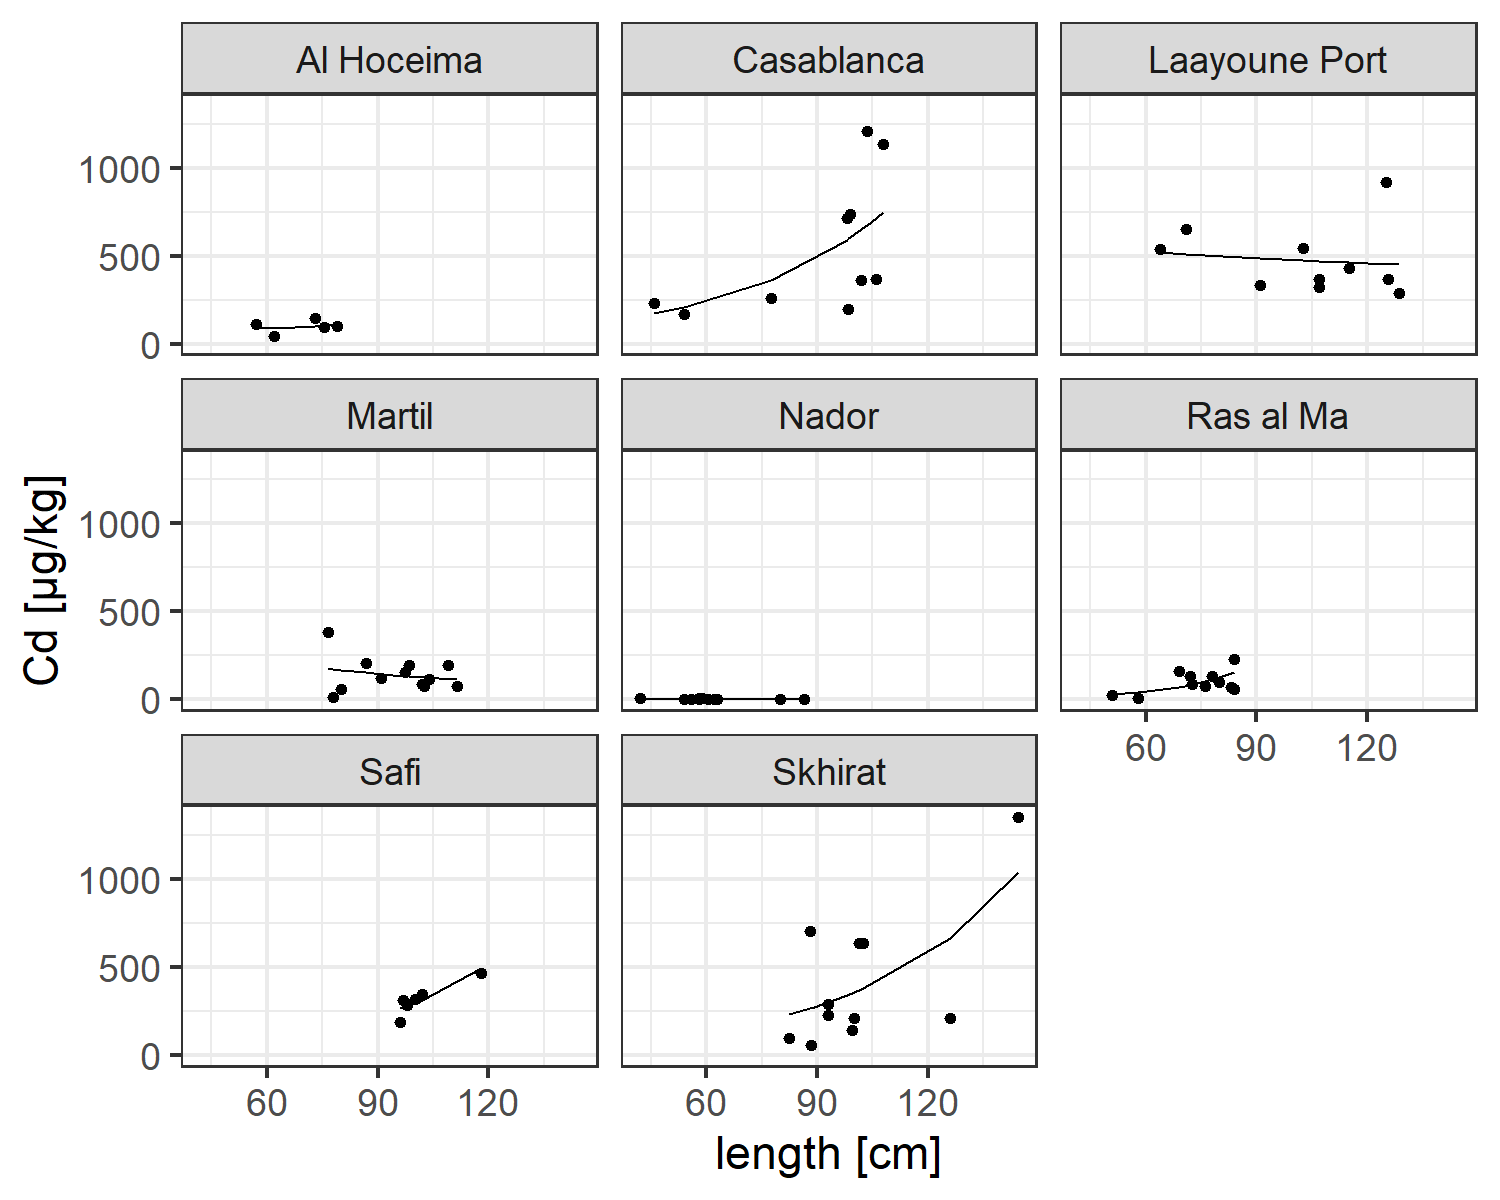 Al Hoceima
Casablanca
Laayoune Port
1000
500
0
Martil
Nador
Ras al Ma
1000
500
0
60 90 120
Safi
Skhirat
1000
500
0
60 90 120
60 90 120
length [cm]
Cd [µg/kg]